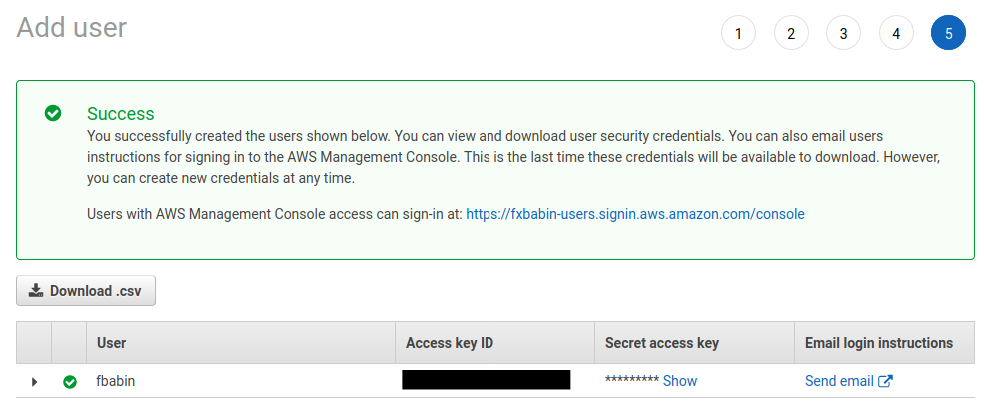 Add user
1 2 3 4 5
Success
You successfully created the users shown below. You can view and download user security credentials. You can also email users
instructions for signing in to the AWS Management Console. This is the last time these credentials will be available to download. However,
you can create new credentials at any time.
Users with AWS Management Console access can sign-in at: https://fxbabin-users.signin.aws.amazon.com/console
Download .csv
User Access key ID Secret access key Email login instructions
fbabin ********* Show Send email